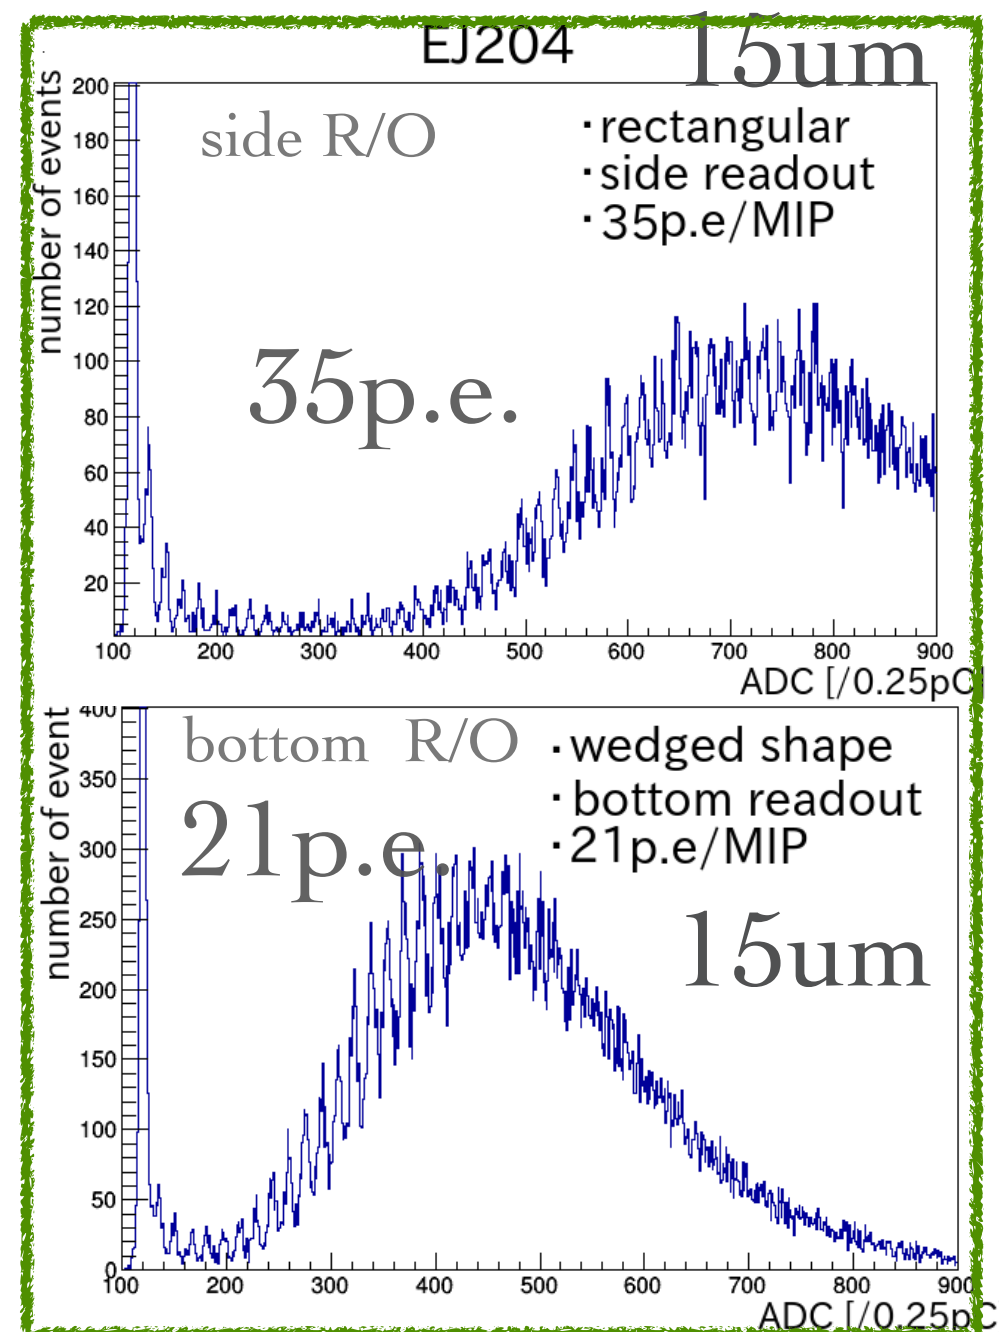 15um
EJ204
side R/O
·rectangular
·side readout
·35p.e/MIP
35p.e.
number of events
200
180
160
140
120
100
80
60
40
20
100 200 300 400 500 600 700 800 900
ADC [/0.25pC]
bottom R/O
·wedged shape
·bottom readout
·21p.e/MIP
21p.e.
15um
number of event
400
350
300
250
200
150
100
50
0
100 200 300 400 500 600 700 800 900
ADC [/0.25pC